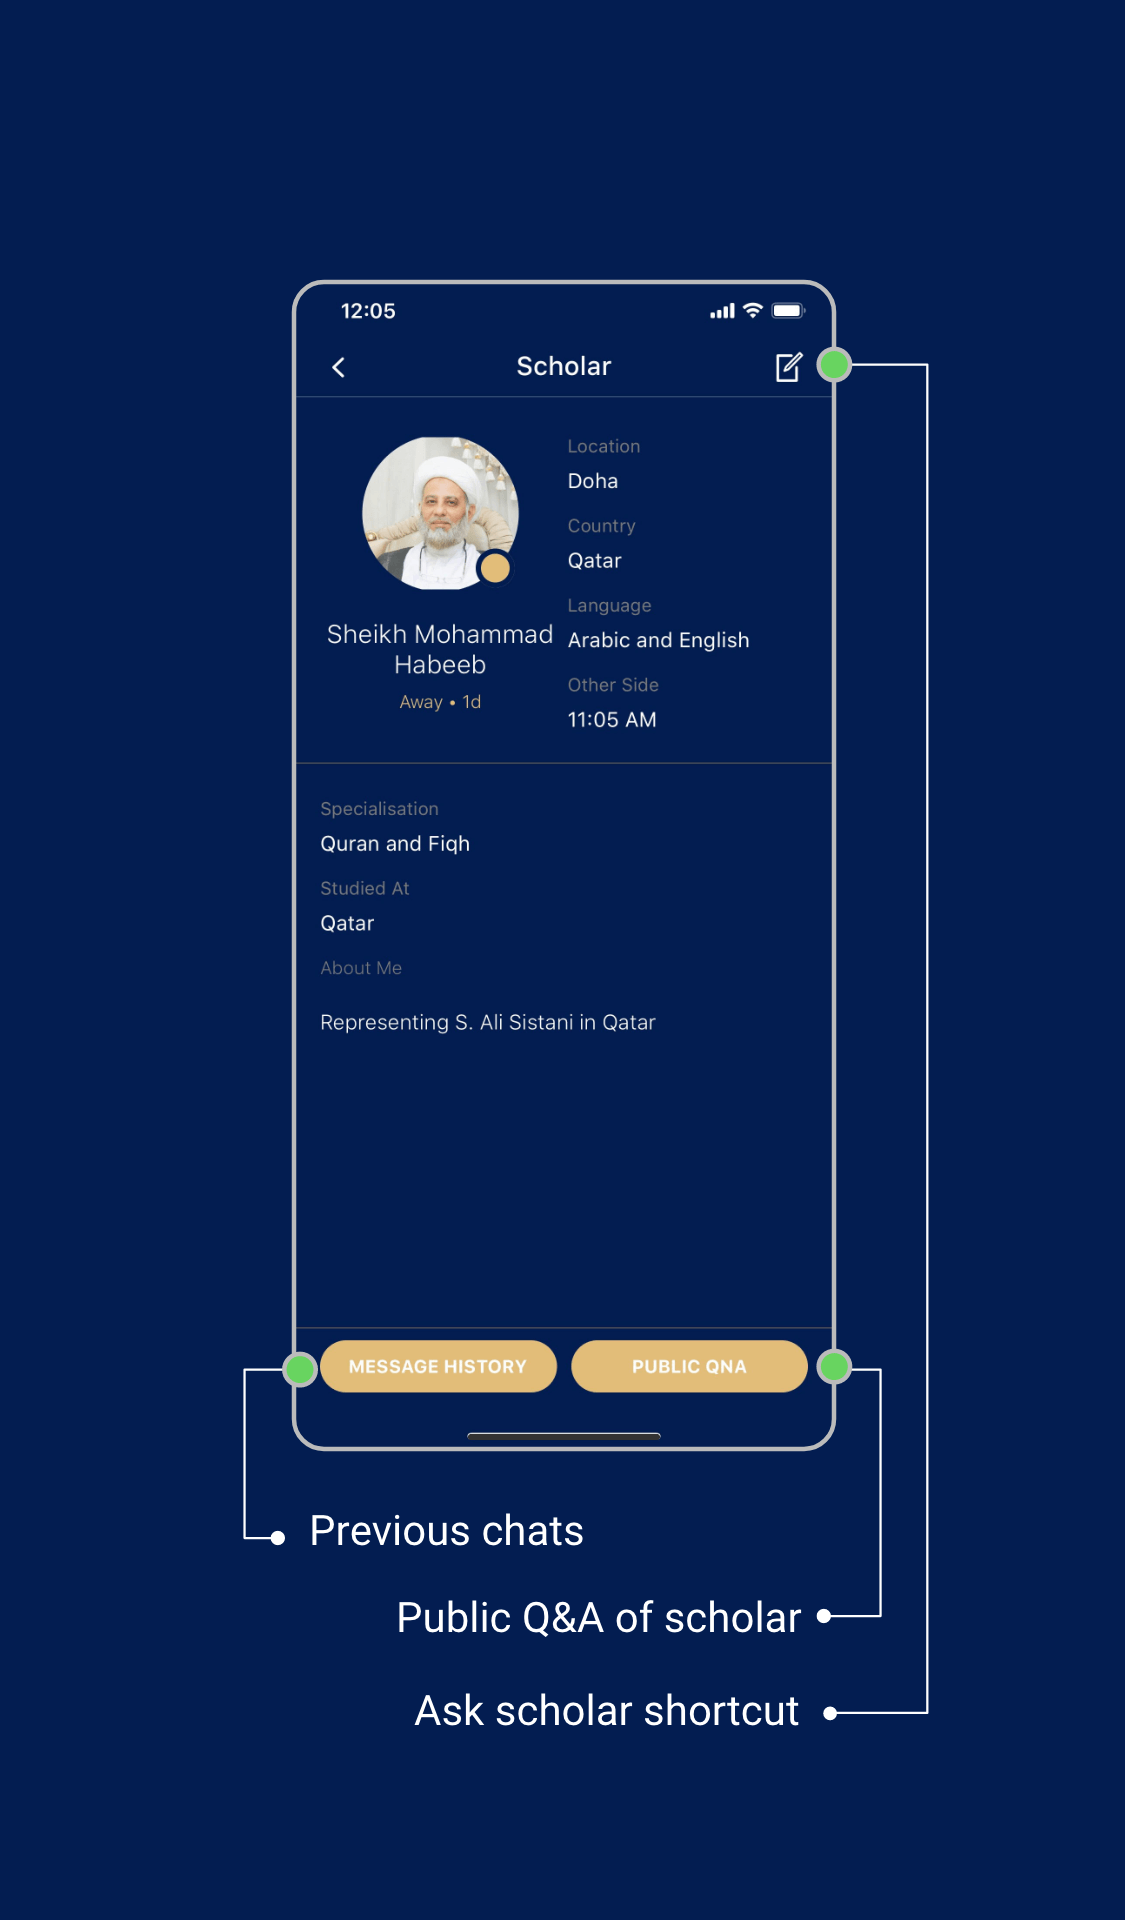 12:05
Scholar
Location
Doha
Country
Qatar
Language
Arabic and English
Other Side
11:05 AM
Sheikh Mohammad
Habeeb
Away • 1d
Specialisation
Quran and Fiqh
Studied At
Qatar
About Me
Representing S. Ali Sistani in Qatar
MESSAGE HISTORY
PUBLIC QNA
Previous chats
Public Q&A of scholar
Ask scholar shortcut